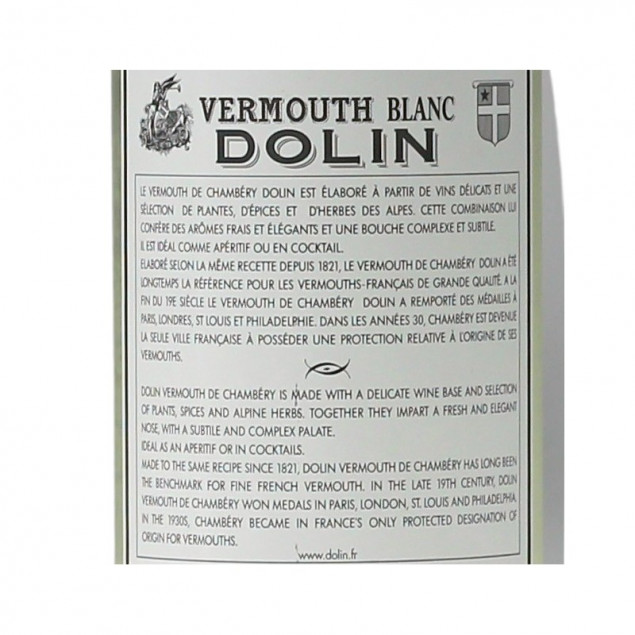 VERMOUTH BLANC
DOLIN
LE VERMOUTH DE CHAMBÉRY DOLIN EST ÉLABORÉ À PARTIR DE VINS DÉLICATS ET UNE
SÉLECTION DE PLANTES, D'ÉPICES ET D'HERBES DES ALPES. CETTE COMBINAISON LUI
CONFÈRE DES ARÔMES FRAIS ET ÉLÉGANTS ET UNE BOUCHE COMPLEXE ET SUBTILE.
IL EST IDÉAL COMME APÉRITIF OU EN COCKTAIL.
ELABORÉ SELON LA MÊME RECETTE DEPUIS 1821, LE VERMOUTH DE CHAMBÉRY DOLIN A ÉTÉ
LONGTEMPS LA RÉFÉRENCE POUR LES VERMOUTHS-FRANÇAIS DE GRANDE QUALITÉ. A LA
FIN DU 19E SIÈCLE LE VERMOUTH DE CHAMBÉRY DOLIN A REMPORTÉ DES MÉDAILLES À
PARIS, LONDRES, ST LOUIS ET PHILADELPHIE. DANS LES ANNÉES 30, CHAMBÉRY EST DEVENUE
LA SEULE VILLE FRANÇAISE À POSSÉDER UNE PROTECTION RELATIVE À L'ORIGINE DE SES
VERMOUTHS.
DOLIN VERMOUTH DE CHAMBÉRY IS MADE WITH A DELICATE WINE BASE AND SELECTION
OF PLANTS, SPICES AND ALPINE HERBS. TOGETHER THEY IMPART A FRESH AND ELEGANT
NOSE, WITH A SUBTILE AND COMPLEX PALATE.
IDEAL AS AN APERITIF OR IN COCKTAILS.
MADE TO THE SAME RECIPE SINCE 1821, DOLIN VERMOUTH DE CHAMBÉRY HAS LONG BEEN
THE BENCHMARK FOR FINE FRENCH VERMOUTH. IN THE LATE 19TH CENTURY, DOLIN
VERMOUTH DE CHAMBÉRY WON MEDALS IN PARIS, LONDON, ST. LOUIS AND PHILADELPHIA.
IN THE 1930S, CHAMBÉRY BECAME IN FRANCE'S ONLY PROTECTED DESIGNATION OF
ORIGIN FOR VERMOUTHS.
www.dolin.fr